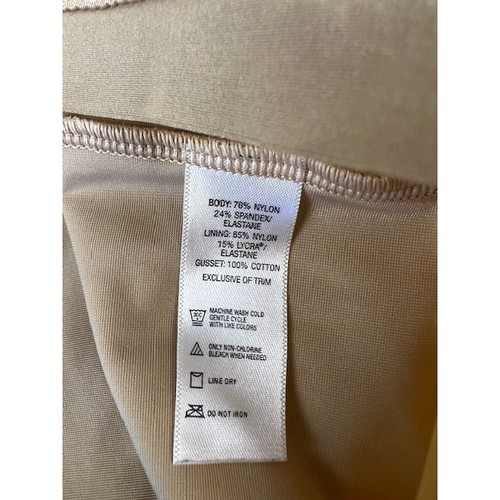 BODY: 76% NYLON
24% SPANDEX/
ELASTANE
LINING: 85% NYLON
15% LYCRA®/
ELASTANE
GUSSET: 100% COTTON
EXCLUSIVE OF TRIM
MACHINE WASH COLD
GENTLE CYCLE
WITH LIKE COLORS
ONLY NON-CHLORINE
BLEACH WHEN NEEDED
LINE DRY
DO NOT IRON